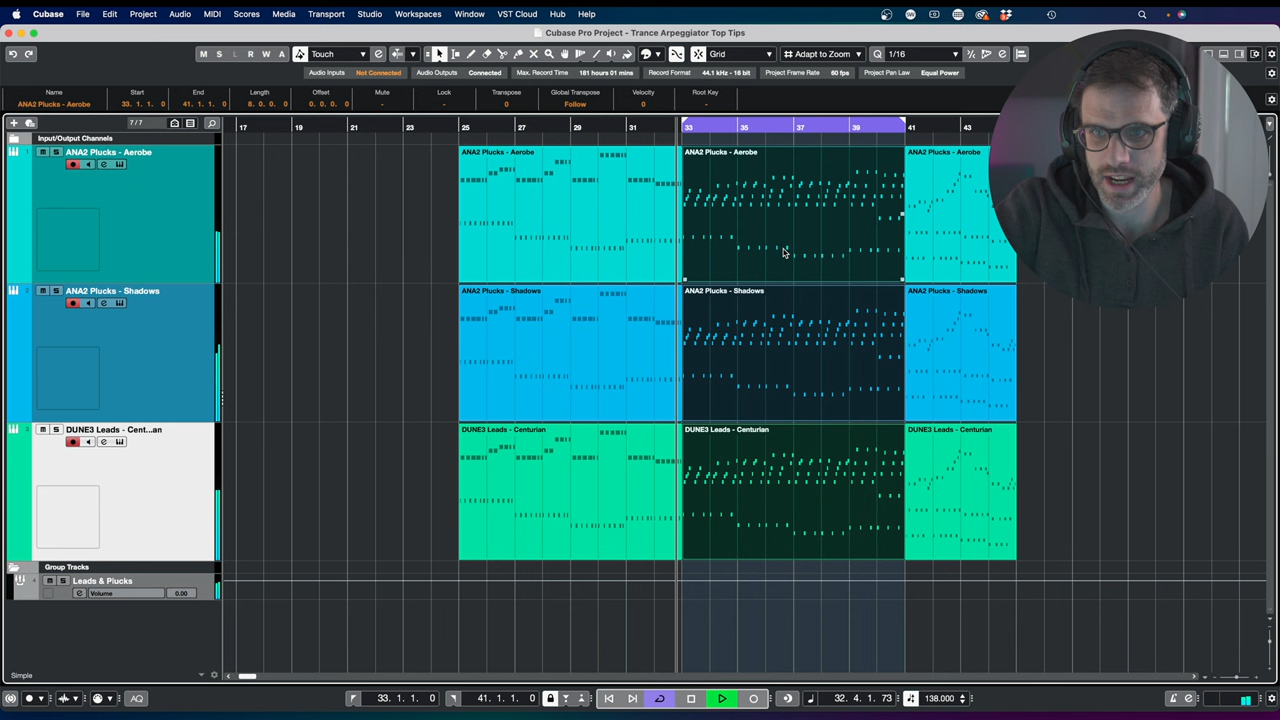 Cubase File Edit Project Audio MIDI Scores Media Transport Studio Workspaces Window VST Cloud Hub Help
Cubase Pro Project - Trance Arpeggiator Top Tips
M S L R W A Touch Grid Adapt to Zoom Q 1/16
Audio Inputs Not Connected Audio Outputs Connected Max. Record Time 181 hours 01 mins Record Format 44.1 kHz - 16 bit Project Frame Rate 60 fps Project Pan Law Equal Power
Name Start End Length Offset Mute Lock Transpose Global Transpose Velocity Root Key
ANA2 Plucks - Aerobe 33. 1. 1. 0 41. 1. 1. 0 8. 0. 0. 0 0. 0. 0. 0 - - 0 Follow 0 -
7/7 17 19 21 23 25 27 29 31 33 35 37 39 41 43
Input/Output Channels
1 m S ANA2 Plucks - Aerobe ANA2 Plucks - Aerobe ANA2 Plucks - Aerobe ANA2 Plucks - Aerobe
e
2 m S ANA2 Plucks - Shadows ANA2 Plucks - Shadows ANA2 Plucks - Shadows ANA2 Plucks - Shadows
e
3 m S DUNE3 Leads - Cent...an DUNE3 Leads - Centurian DUNE3 Leads - Centurian DUNE3 Leads - Centurian
e
Group Tracks
4 m S Leads & Plucks
e Volume 0.00
Simple
AQ 33. 1. 1. 0 41. 1. 1. 0 32. 4. 1. 73 138.000 e